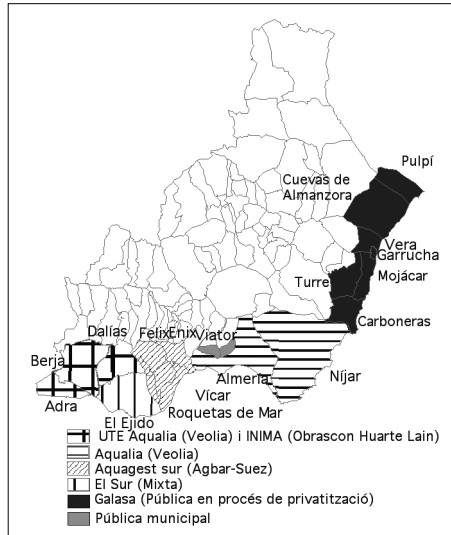 Pulpí
Cuevas de
Almanzora
Vera
Garrucha
Turre
Mojácar
Carboneras
Dalías
Felix
Enix
Viator
Berja
Níjar
Almería
Adra
Vícar
El Ejido
Roquetas de Mar
UTE Aqualia (Veolia) i INIMA (Obrascon Huarte Lain)
Aqualia (Veolia)
Aquagest sur (Agbar-Suez)
El Sur (Mixta)
Galasa (Pública en procés de privatització)
Pública municipal